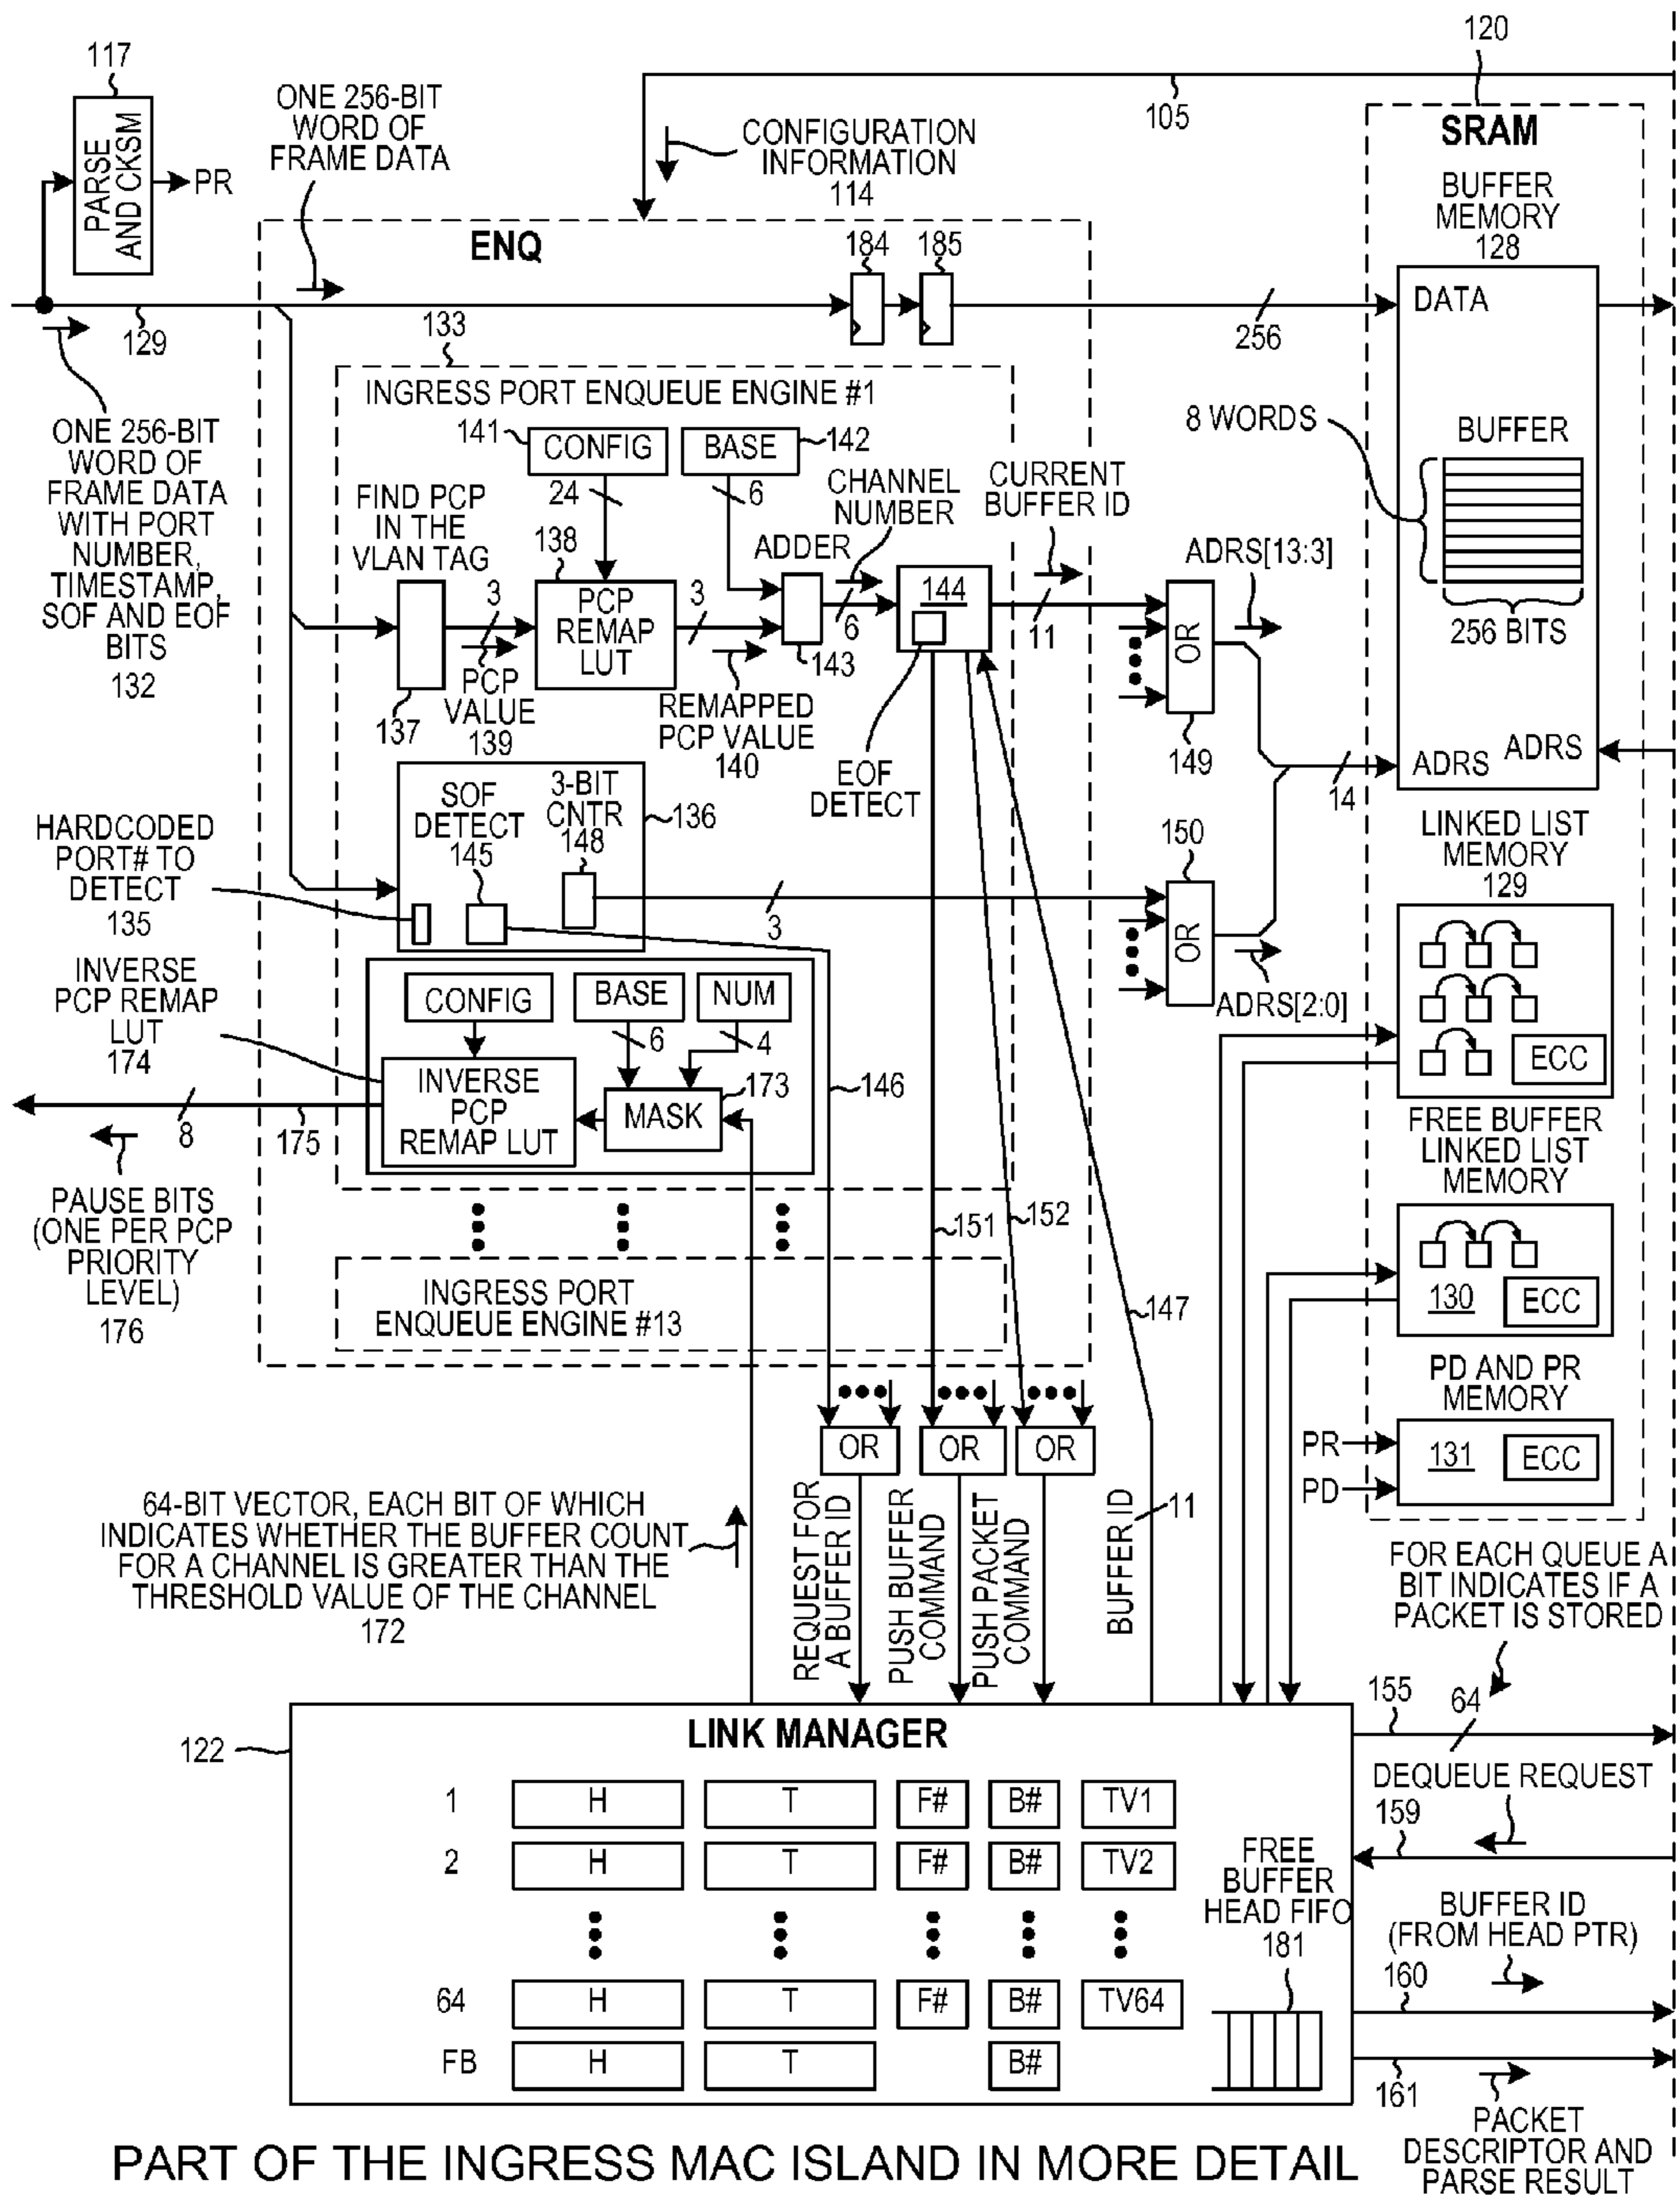 117
PARSE
AND CKSM
PR
ONE 256-BIT
WORD OF
FRAME DATA
CONFIGURATION
INFORMATION
114
105
120
SRAM
BUFFER
MEMORY
128
ENQ
184
185
DATA
129
256
133
ONE 256-BIT
WORD OF
FRAME DATA
WITH PORT
NUMBER,
TIMESTAMP,
SOF AND EOF
BITS
132
INGRESS PORT ENQUEUE ENGINE #1
141
CONFIG
BASE
142
24
6
FIND PCP
IN THE
VLAN TAG
138
ADDER
CHANNEL
NUMBER
CURRENT
BUFFER ID
8 WORDS
BUFFER
256 BITS
ADRS[13:3]
3
PCP
REMAP
LUT
3
6
144
11
OR
137
PCP
VALUE
139
REMAPPED
PCP VALUE
140
143
EOF
DETECT
149
14
ADRS
ADRS
HARDCODED
PORT# TO
DETECT
135
SOF
DETECT
145
3-BIT
CNTR
148
136
3
150
OR
ADRS[2:0]
LINKED LIST
MEMORY
129
ECC
INVERSE
PCP REMAP
LUT
174
CONFIG
BASE
NUM
6
4
INVERSE
PCP
REMAP LUT
MASK
173
146
8
175
PAUSE BITS
(ONE PER PCP
PRIORITY
LEVEL)
176
FREE BUFFER
LINKED LIST
MEMORY
130
ECC
151
152
147
INGRESS PORT
ENQUEUE ENGINE #13
PD AND PR
MEMORY
PR
PD
131
ECC
OR
OR
OR
64-BIT VECTOR, EACH BIT OF WHICH
INDICATES WHETHER THE BUFFER COUNT
FOR A CHANNEL IS GREATER THAN THE
THRESHOLD VALUE OF THE CHANNEL
172
REQUEST FOR
A BUFFER ID
PUSH BUFFER
COMMAND
PUSH PACKET
COMMAND
BUFFER ID
11
FOR EACH QUEUE A
BIT INDICATES IF A
PACKET IS STORED
122
LINK MANAGER
155
64
DEQUEUE REQUEST
159
1
H
T
F#
B#
TV1
2
H
T
F#
B#
TV2
64
H
T
F#
B#
TV64
FB
H
T
B#
FREE
BUFFER
HEAD FIFO
181
BUFFER ID
(FROM HEAD PTR)
160
161
PACKET
DESCRIPTOR AND
PARSE RESULT
PART OF THE INGRESS MAC ISLAND IN MORE DETAIL